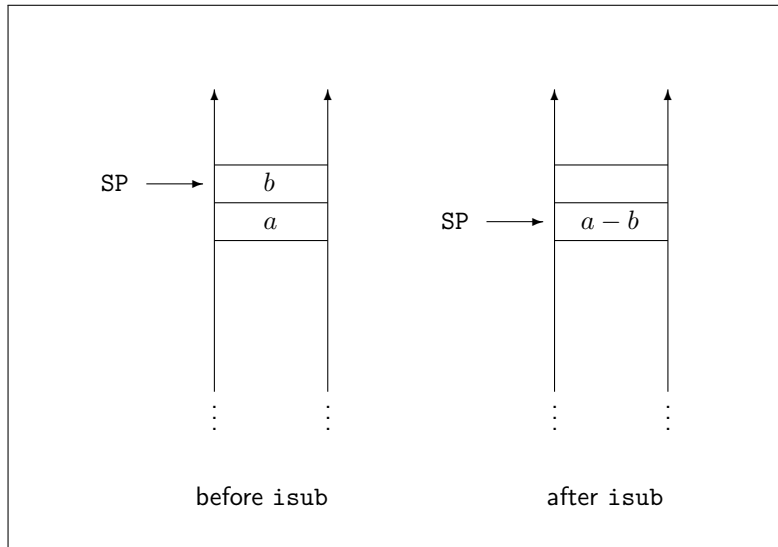 SP b
a
SP a − b
⋮ ⋮ ⋮ ⋮
before isub after isub